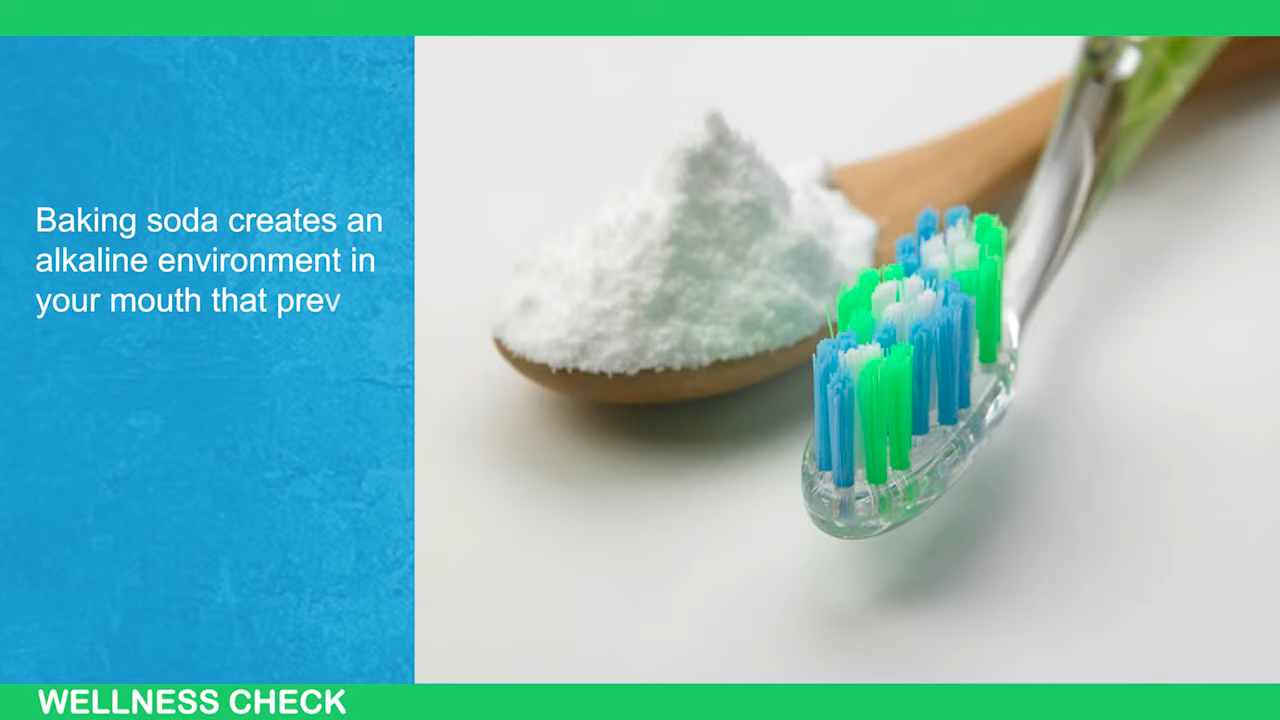 Baking soda creates an
alkaline environment in
your mouth that prev
WELLNESS CHECK